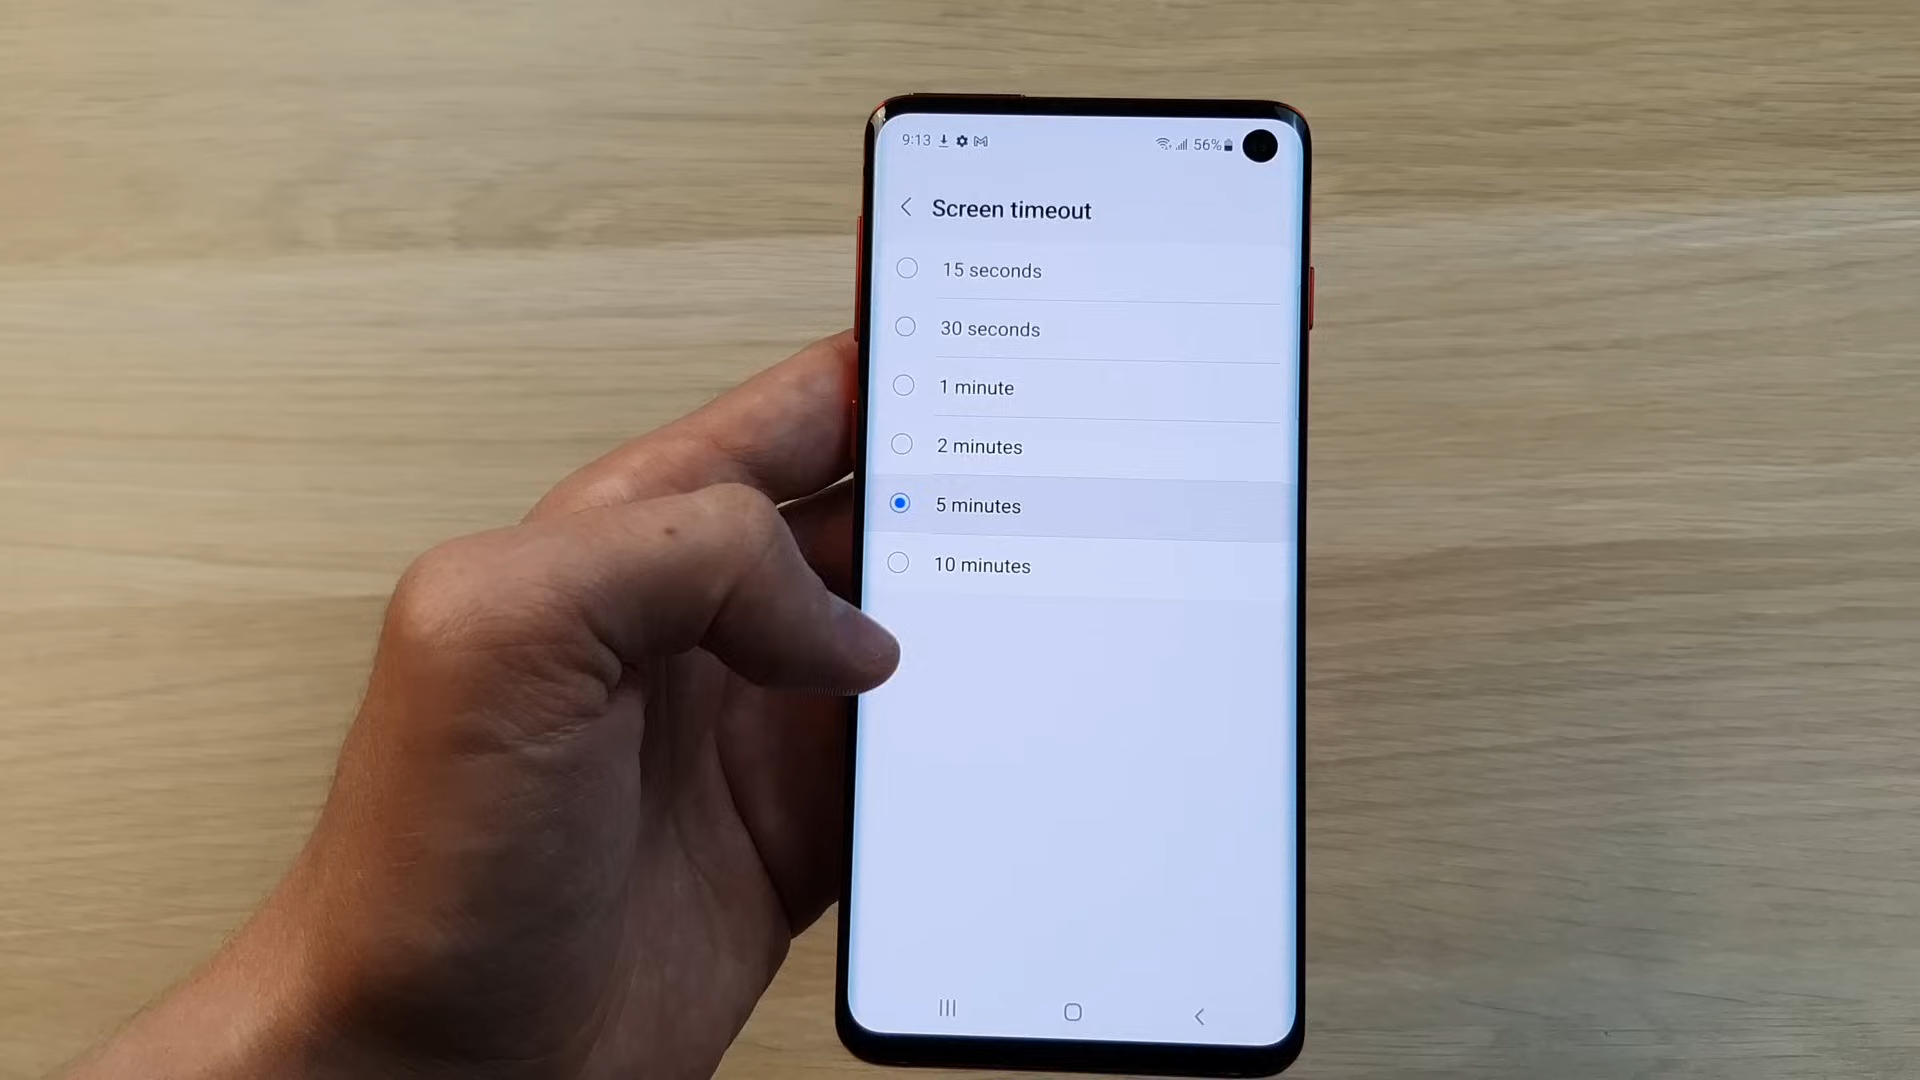 9:13 56%
Screen timeout
15 seconds
30 seconds
1 minute
2 minutes
5 minutes
10 minutes